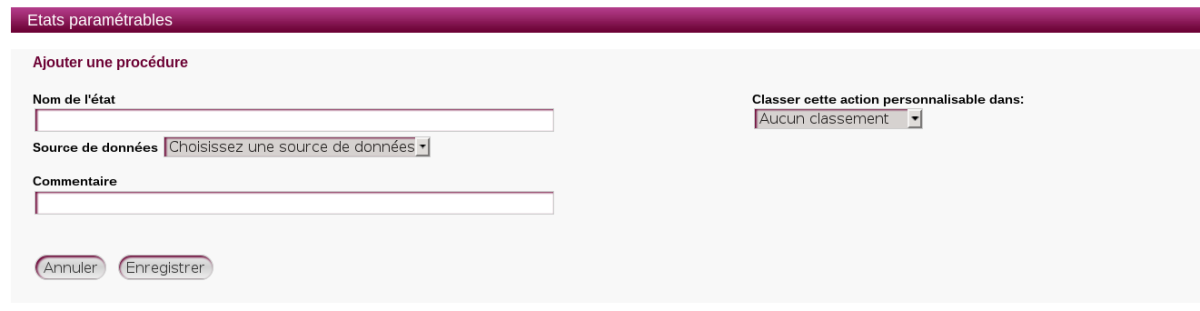 Etats paramétrables
Ajouter une procédure
Nom de l'état
Classer cette action personnalisable dans:
Aucun classement
Source de données Choisissez une source de données
Commentaire
Annuler Enregistrer